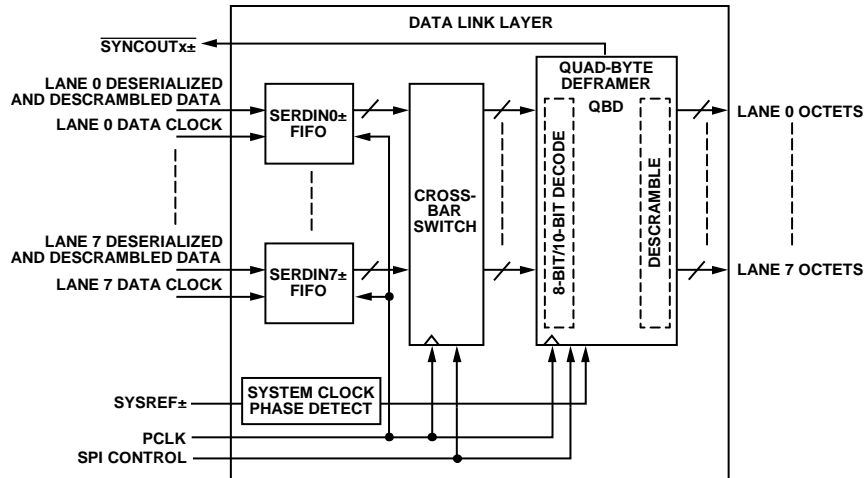 DATA LINK LAYER
SYNCOUTx±
QUAD-BYTE
DEFRAMER
QBD
LANE 0 DESERIALIZED
AND DESCRAMBLED DATA
LANE 0 DATA CLOCK
SERDIN0±
FIFO
LANE 0 OCTETS
CROSS-
BAR
SWITCH
8-BIT/10-BIT DECODE
DESCRAMBLE
LANE 7 DESERIALIZED
AND DESCRAMBLED DATA
LANE 7 DATA CLOCK
SERDIN7±
FIFO
LANE 7 OCTETS
SYSREF±
SYSTEM CLOCK
PHASE DETECT
PCLK
SPI CONTROL